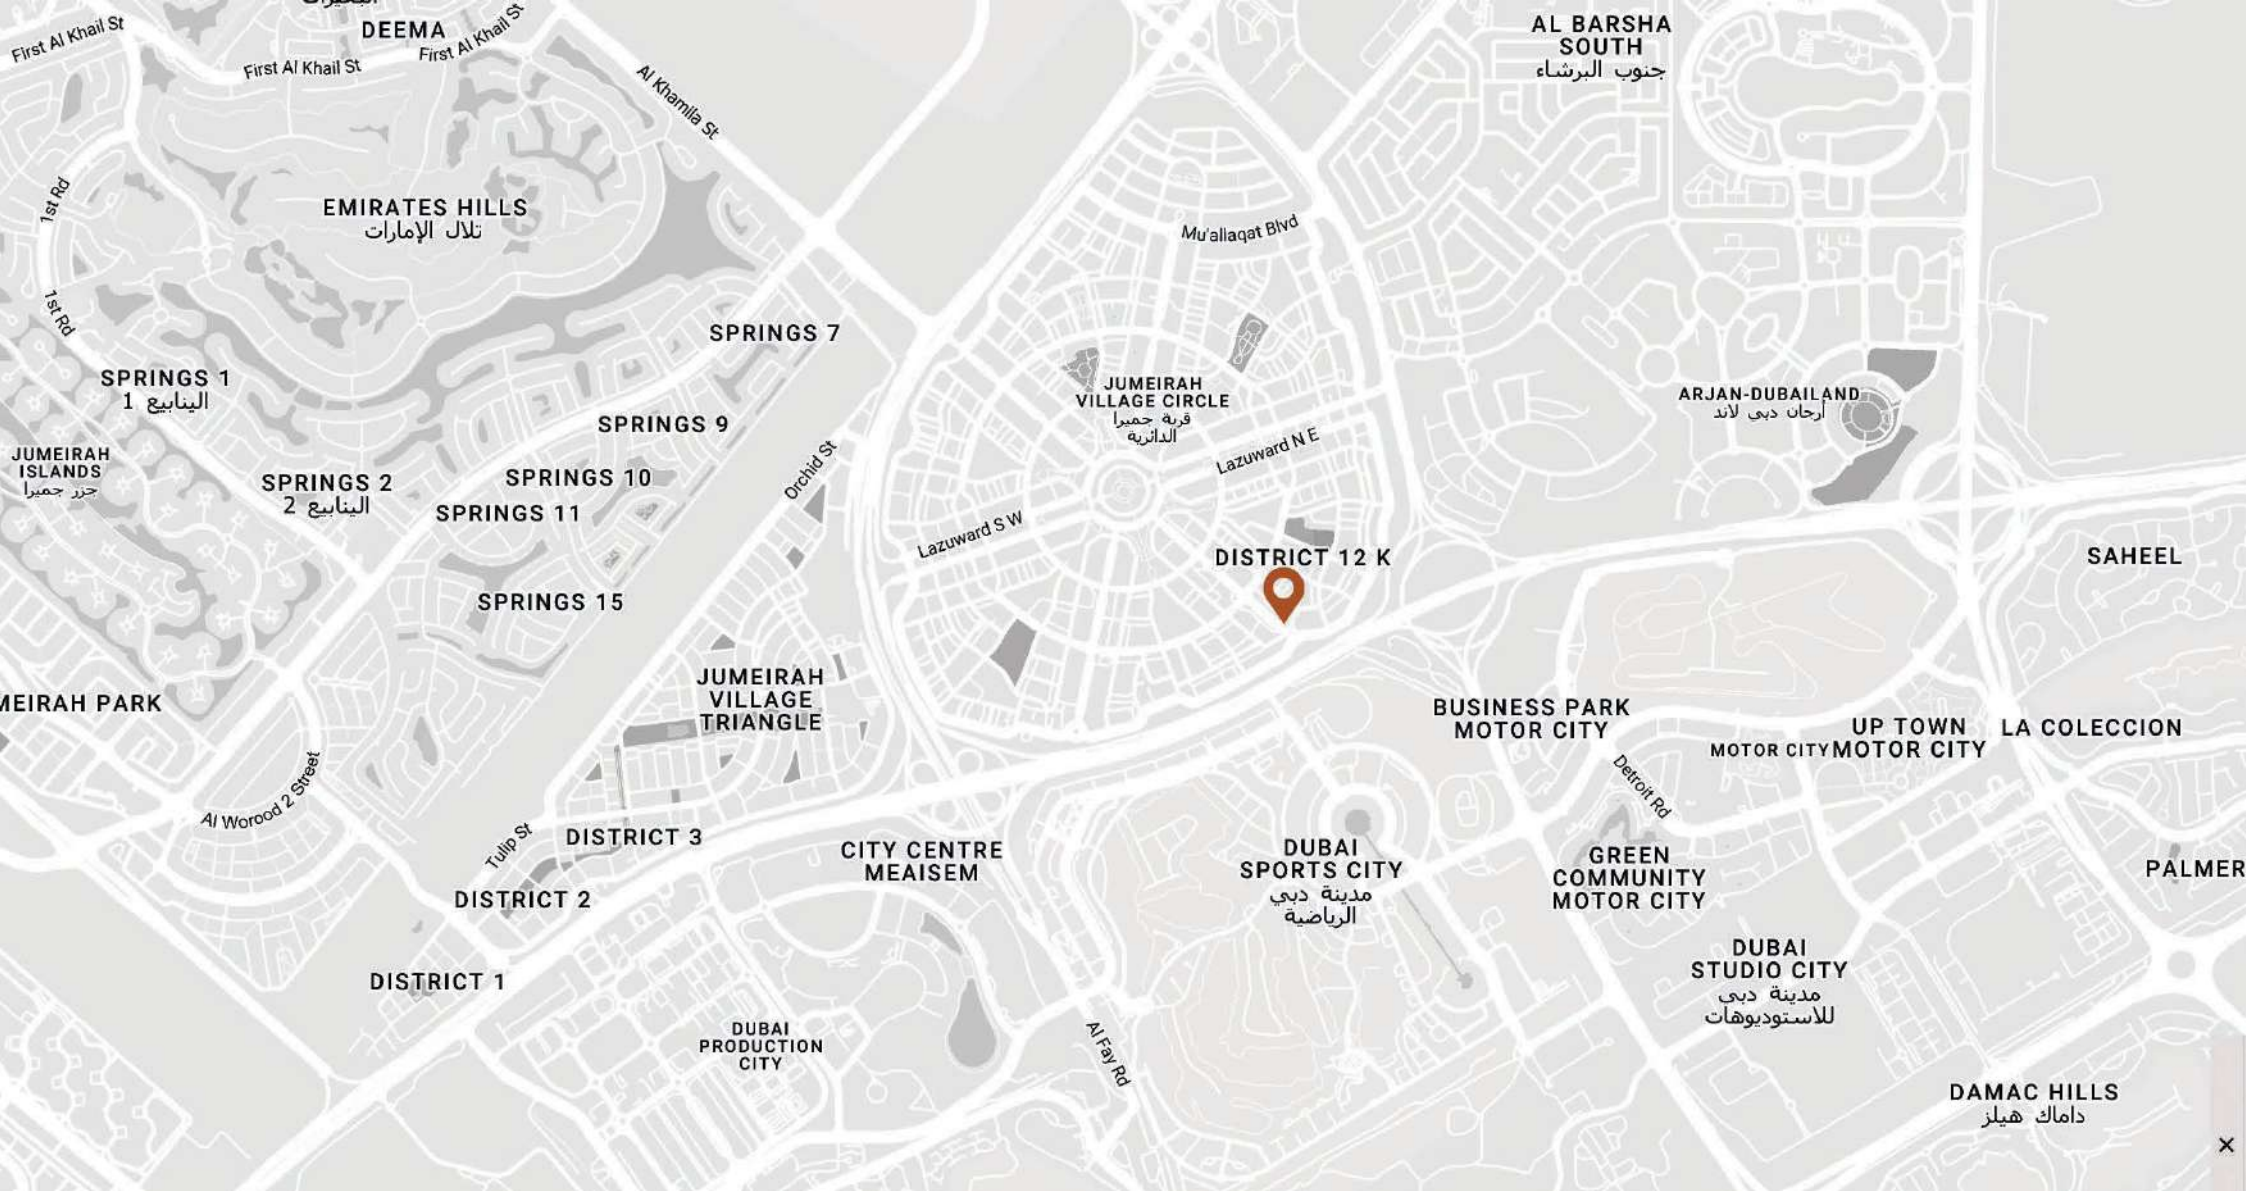 DEEMA
First Al Khail St
First Al Khail St
First Al Khail St
Al Khamila St
AL BARSHA
SOUTH
جنوب البرشاء
1st Rd
EMIRATES HILLS
تلال الإمارات
Mu'allaqat Blvd
1st Rd
SPRINGS 7
SPRINGS 1
الينابيع 1
JUMEIRAH
VILLAGE CIRCLE
قرية جميرا
الدائرية
ARJAN-DUBAILAND
أرجان دبي لاند
SPRINGS 9
Orchid St
Lazuward N E
JUMEIRAH
ISLANDS
جزر جميرا
SPRINGS 2
الينابيع 2
SPRINGS 10
SPRINGS 11
Lazuward S W
DISTRICT 12 K
SAHEEL
SPRINGS 15
MEIRAH PARK
JUMEIRAH
VILLAGE
TRIANGLE
BUSINESS PARK
MOTOR CITY
MOTOR CITY
UP TOWN
MOTOR CITY
LA COLECCION
Al Worood 2 Street
Detroit Rd
Tulip St
DISTRICT 3
CITY CENTRE
MEAISEM
DUBAI
SPORTS CITY
مدينة دبي
الرياضية
GREEN
COMMUNITY
MOTOR CITY
PALMER
DISTRICT 2
DISTRICT 1
DUBAI
STUDIO CITY
مدينة دبي
للاستوديوهات
DUBAI
PRODUCTION
CITY
Al Fay Rd
DAMAC HILLS
داماك هيلز